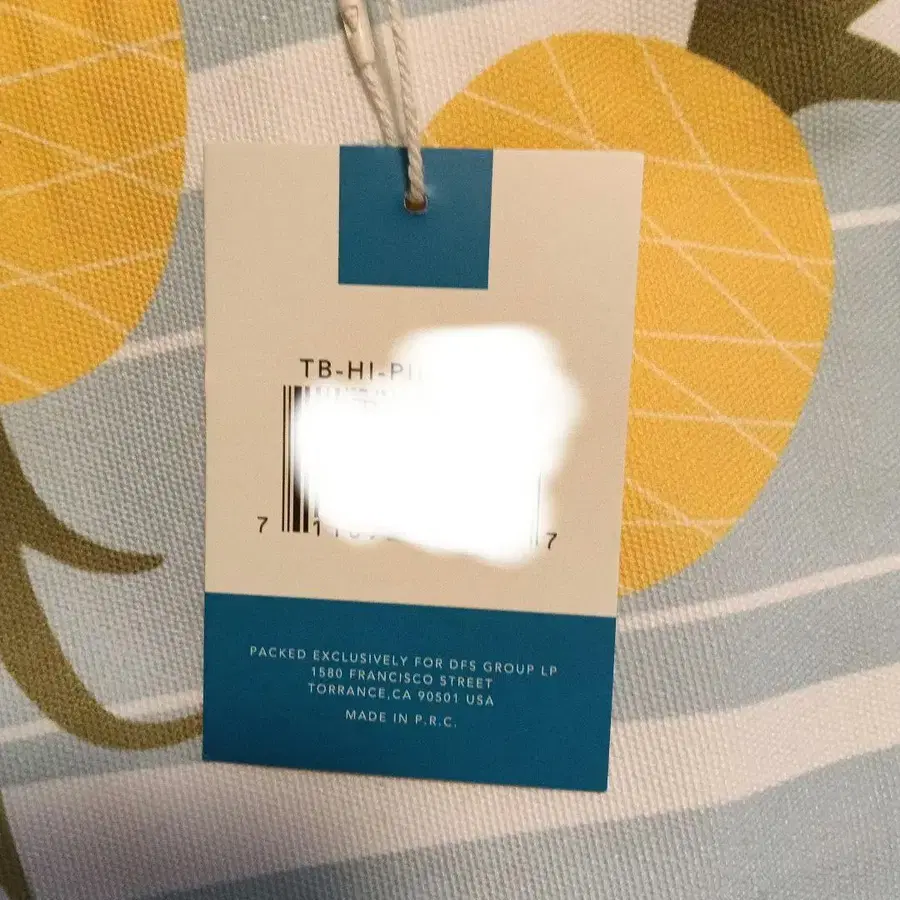 TB-HI-PI
7 7
PACKED EXCLUSIVELY FOR DFS GROUP LP
1580 FRANCISCO STREET
TORRANCE,CA 90501 USA
MADE IN P.R.C.